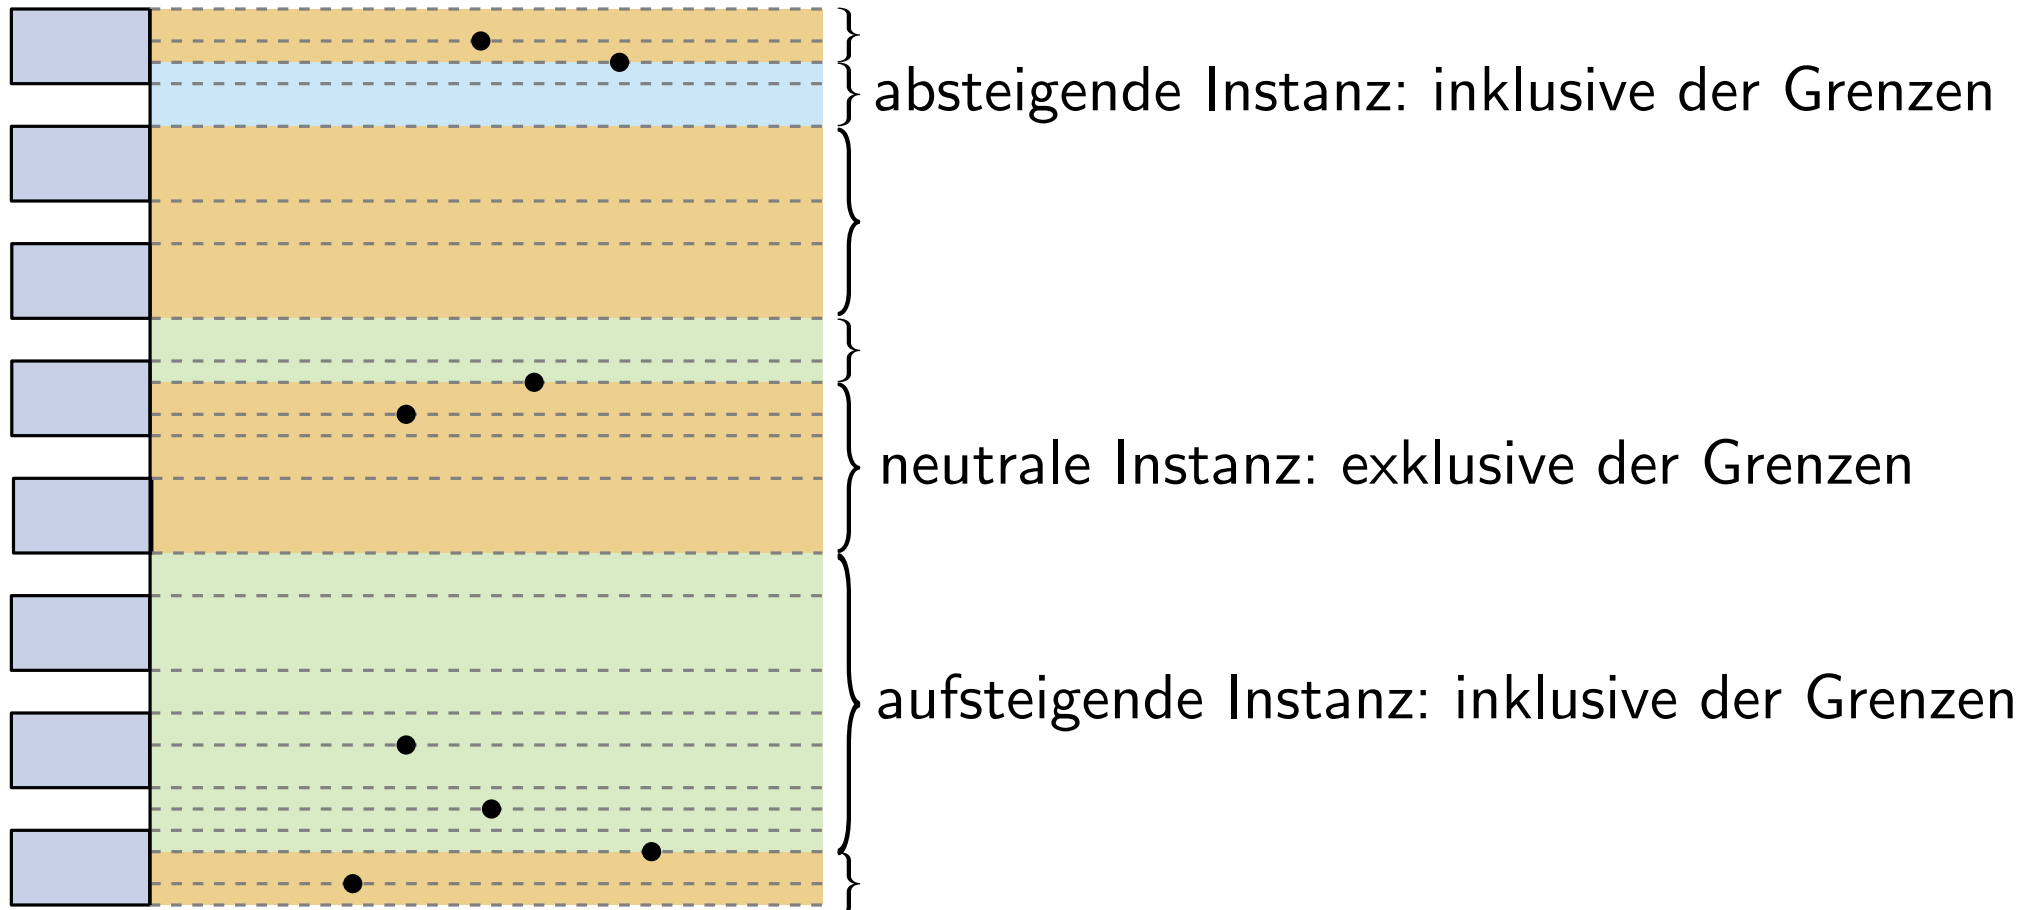 absteigende Instanz: inklusive der Grenzen
neutrale Instanz: exklusive der Grenzen
aufsteigende Instanz: inklusive der Grenzen